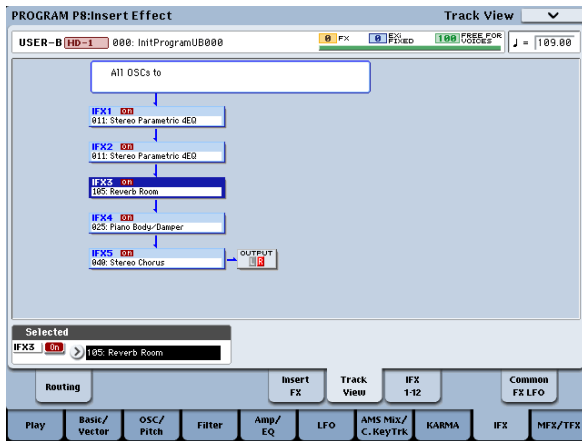 PROGRAM P8:Insert Effect Track View
USER-B HD-1 000: InitProgramUB000 0 FX 0 EXi FIXED 100 FREE FOR VOICES ♩ = 109.00
All OSCs to
IFX1 On
011: Stereo Parametric 4EQ
IFX2 On
011: Stereo Parametric 4EQ
IFX3 On
105: Reverb Room
IFX4 On
025: Piano Body/Damper
IFX5 On OUTPUT
040: Stereo Chorus L R
Selected
IFX3 On 105: Reverb Room
Routing Insert FX Track View IFX 1-12 Common FX LFO
Play Basic/Vector OSC/Pitch Filter Amp/EQ LFO AMS Mix/C.KeyTrk KARMA IFX MFX/TFX